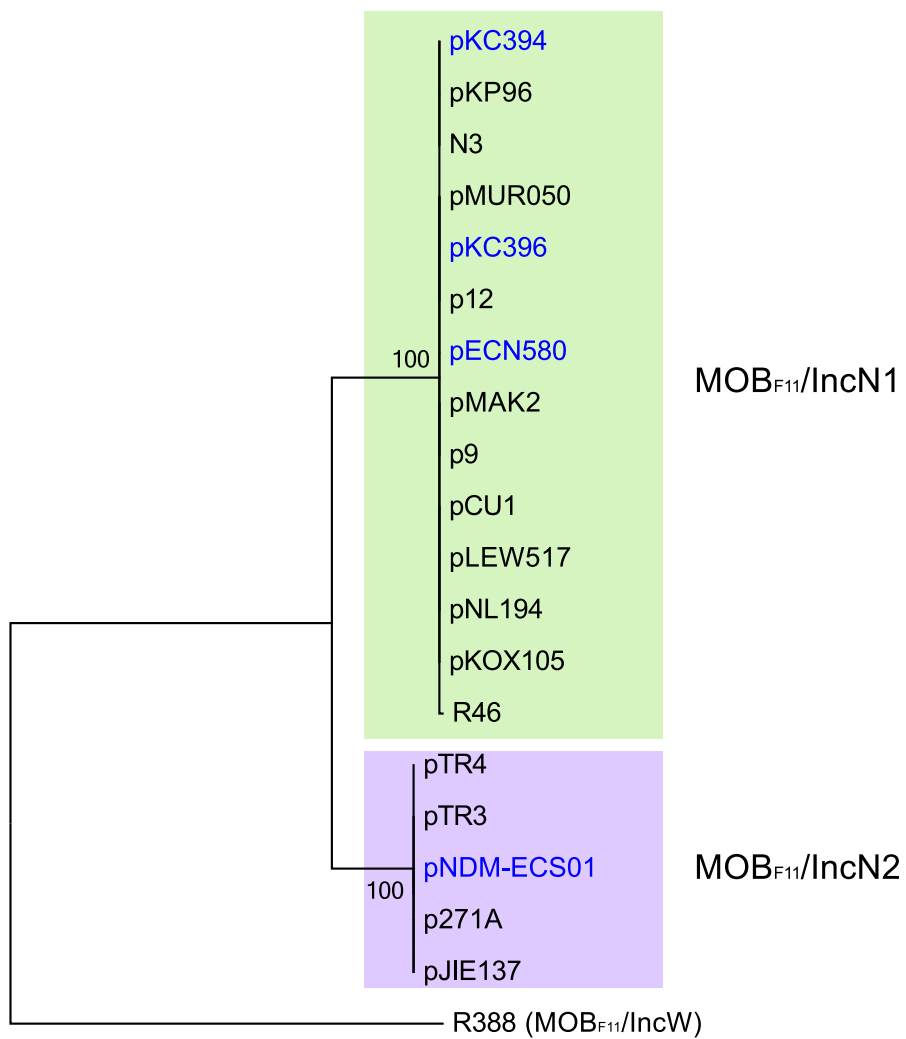 pKC394
pKP96
N3
pMUR050
pKC396
p12
100
pECN580
MOBF11/IncN1
pMAK2
p9
pCU1
pLEW517
pNL194
pKOX105
R46
pTR4
pTR3
pNDM-ECS01
MOBF11/IncN2
100
p271A
pJIE137
R388 (MOBF11/IncW)